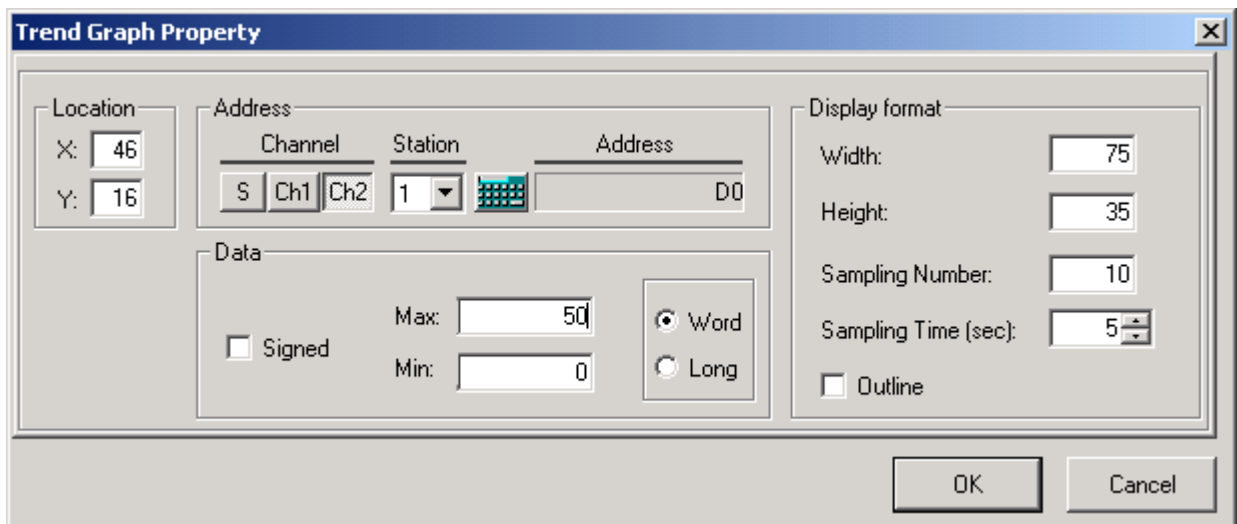 Trend Graph Property
Location
X: 46
Y: 16
Address
Channel Station Address
S Ch1 Ch2 1 D0
Data
Signed
Max: 50
Min: 0
Word
Long
Display format
Width: 75
Height: 35
Sampling Number: 10
Sampling Time (sec): 5
Outline
OK Cancel